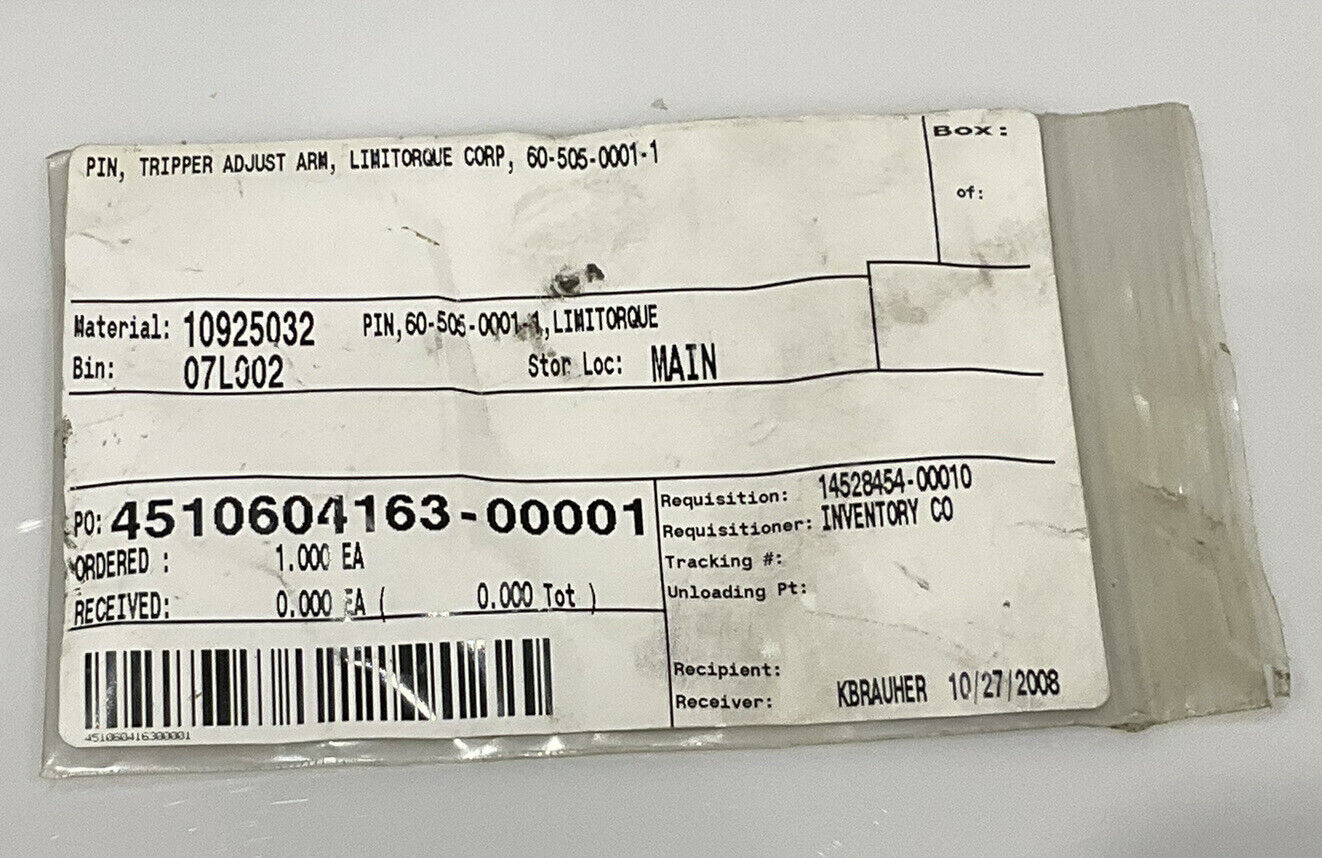 PIN, TRIPPER ADJUST ARM, LIMITORQUE CORP, 60-505-0001-1
Box:
of:
Material: 10925032 PIN,60-505-0001-1,LIMITORQUE
Bin: 07L002 Stor Loc: MAIN
PO: 4510604163-00001
ORDERED : 1.000 EA
RECEIVED: 0.000 EA ( 0.000 Tot )
451060416300001
Requisition: 14528454-00010
Requisitioner: INVENTORY CO
Tracking #:
Unloading Pt:
Recipient:
Receiver: KBRAUHER 10/27/2008